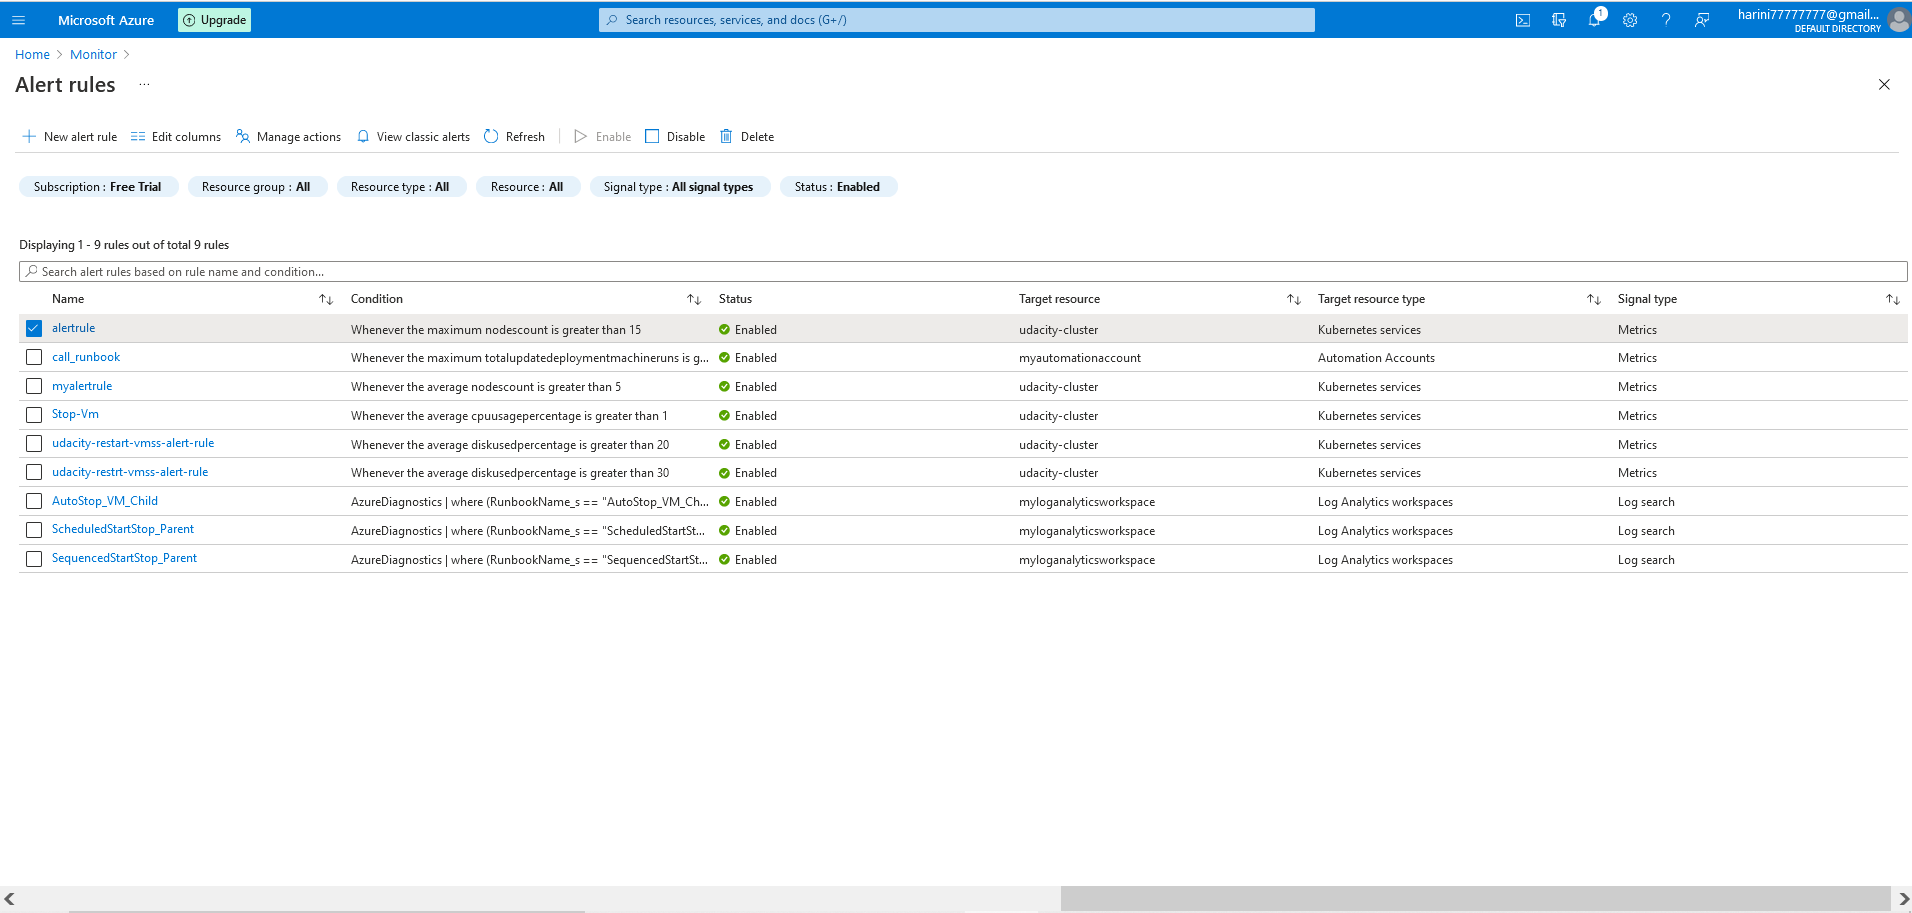 Microsoft Azure
Upgrade
Search resources, services, and docs (G+/)
1
harini77777777@gmail...
DEFAULT DIRECTORY
Home > Monitor >
Alert rules ...
New alert rule Edit columns Manage actions View classic alerts Refresh Enable Disable Delete
Subscription : Free Trial Resource group : All Resource type : All Resource : All Signal type : All signal types Status : Enabled
Displaying 1 - 9 rules out of total 9 rules
Search alert rules based on rule name and condition...
Name Condition Status Target resource Target resource type Signal type
alertrule Whenever the maximum nodescount is greater than 15 Enabled udacity-cluster Kubernetes services Metrics
call_runbook Whenever the maximum totalupdatedeploymentmachineruns is g... Enabled myautomationaccount Automation Accounts Metrics
myalertrule Whenever the average nodescount is greater than 5 Enabled udacity-cluster Kubernetes services Metrics
Stop-Vm Whenever the average cpuusagepercentage is greater than 1 Enabled udacity-cluster Kubernetes services Metrics
udacity-restart-vmss-alert-rule Whenever the average diskusedpercentage is greater than 20 Enabled udacity-cluster Kubernetes services Metrics
udacity-restrt-vmss-alert-rule Whenever the average diskusedpercentage is greater than 30 Enabled udacity-cluster Kubernetes services Metrics
AutoStop_VM_Child AzureDiagnostics | where (RunbookName_s == "AutoStop_VM_Ch... Enabled myloganalyticsworkspace Log Analytics workspaces Log search
ScheduledStartStop_Parent AzureDiagnostics | where (RunbookName_s == "ScheduledStartSt... Enabled myloganalyticsworkspace Log Analytics workspaces Log search
SequencedStartStop_Parent AzureDiagnostics | where (RunbookName_s == "SequencedStartSt... Enabled myloganalyticsworkspace Log Analytics workspaces Log search